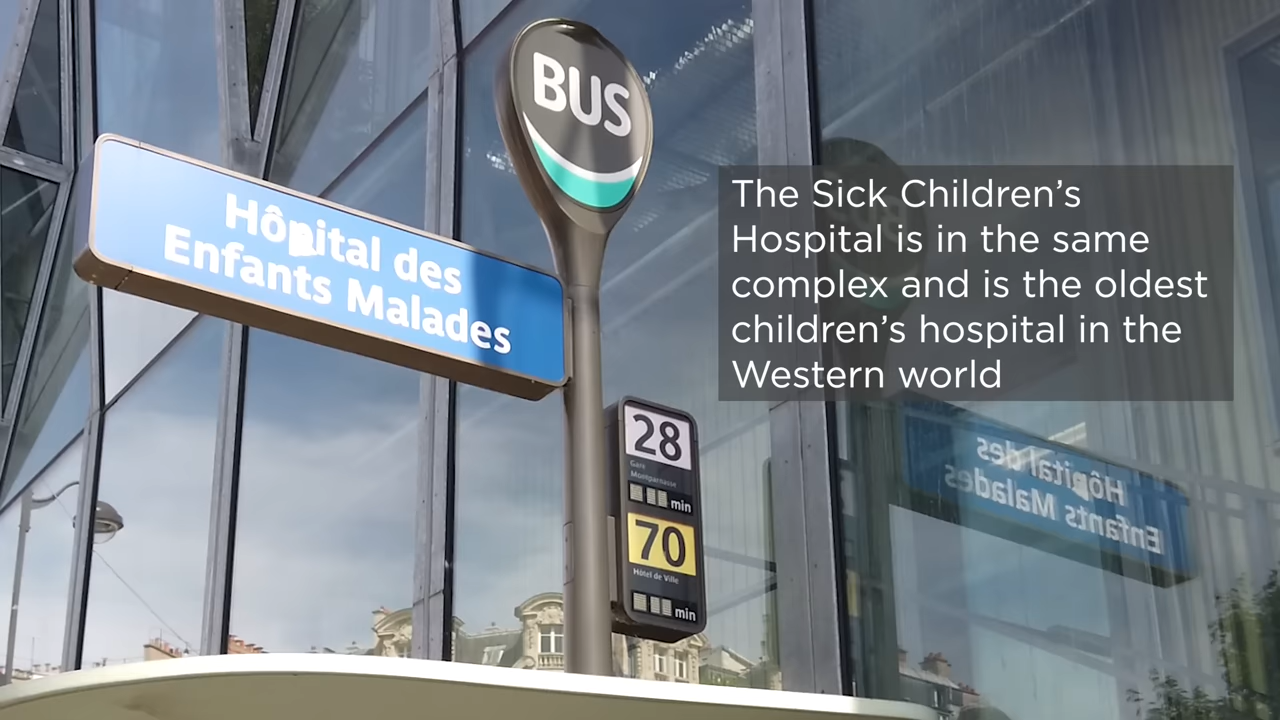 BUS
Hôpital des
Enfants Malades
The Sick Children's
Hospital is in the same
complex and is the oldest
children's hospital in the
Western world
28
Gare
Montparnasse
min
70
Hôtel de Ville
min
Hôpital des
Enfants Malades